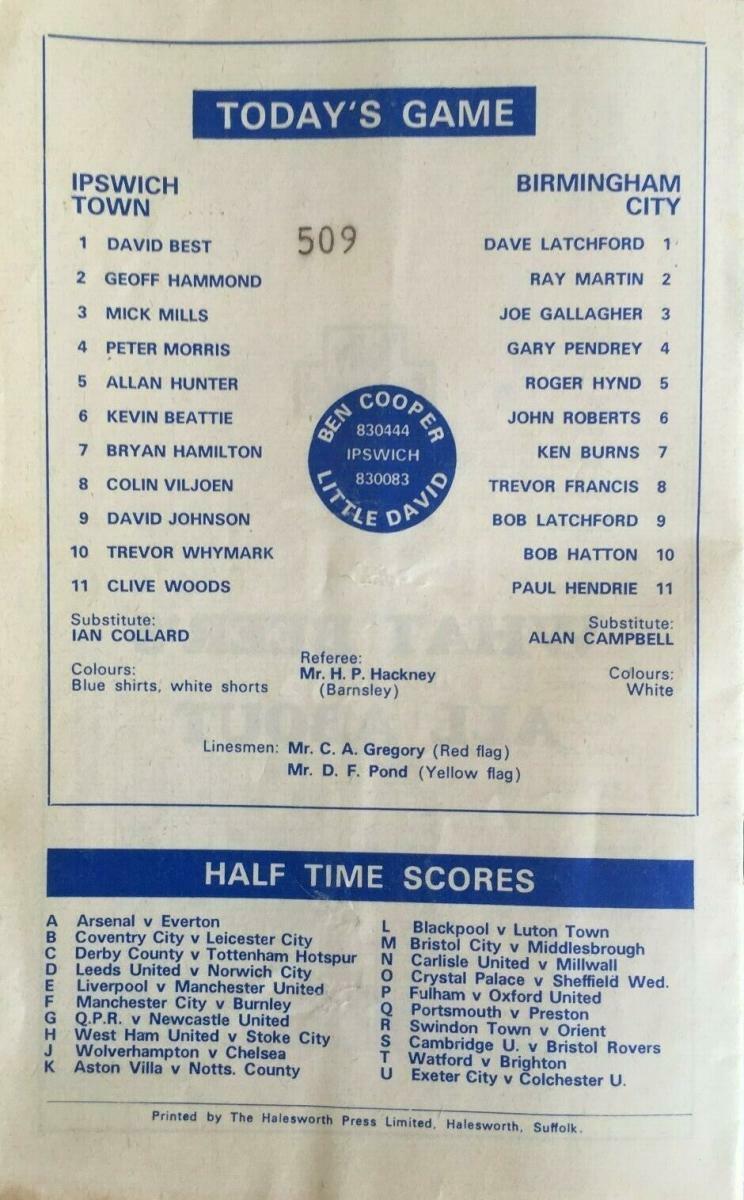 TODAY'S GAME
IPSWICH
TOWN
1 DAVID BEST
2 GEOFF HAMMOND
3 MICK MILLS
4 PETER MORRIS
5 ALLAN HUNTER
6 KEVIN BEATTIE
7 BRYAN HAMILTON
8 COLIN VILJOEN
9 DAVID JOHNSON
10 TREVOR WHYMARK
11 CLIVE WOODS
Substitute:
IAN COLLARD
Colours:
Blue shirts, white shorts
509
BEN COOPER
830444
IPSWICH
830083
LITTLE DAVID
BIRMINGHAM
CITY
DAVE LATCHFORD 1
RAY MARTIN 2
JOE GALLAGHER 3
GARY PENDREY 4
ROGER HYND 5
JOHN ROBERTS 6
KEN BURNS 7
TREVOR FRANCIS 8
BOB LATCHFORD 9
BOB HATTON 10
PAUL HENDRIE 11
Substitute:
ALAN CAMPBELL
Colours:
White
Referee:
Mr. H. P. Hackney
(Barnsley)
Linesmen: Mr. C. A. Gregory (Red flag)
Mr. D. F. Pond (Yellow flag)
HALF TIME SCORES
A Arsenal v Everton
B Coventry City v Leicester City
C Derby County v Tottenham Hotspur
D Leeds United v Norwich City
E Liverpool v Manchester United
F Manchester City v Burnley
G Q.P.R. v Newcastle United
H West Ham United v Stoke City
J Wolverhampton v Chelsea
K Aston Villa v Notts. County
L Blackpool v Luton Town
M Bristol City v Middlesbrough
N Carlisle United v Millwall
O Crystal Palace v Sheffield Wed.
P Fulham v Oxford United
Q Portsmouth v Preston
R Swindon Town v Orient
S Cambridge U. v Bristol Rovers
T Watford v Brighton
U Exeter City v Colchester U.
Printed by The Halesworth Press Limited, Halesworth, Suffolk.